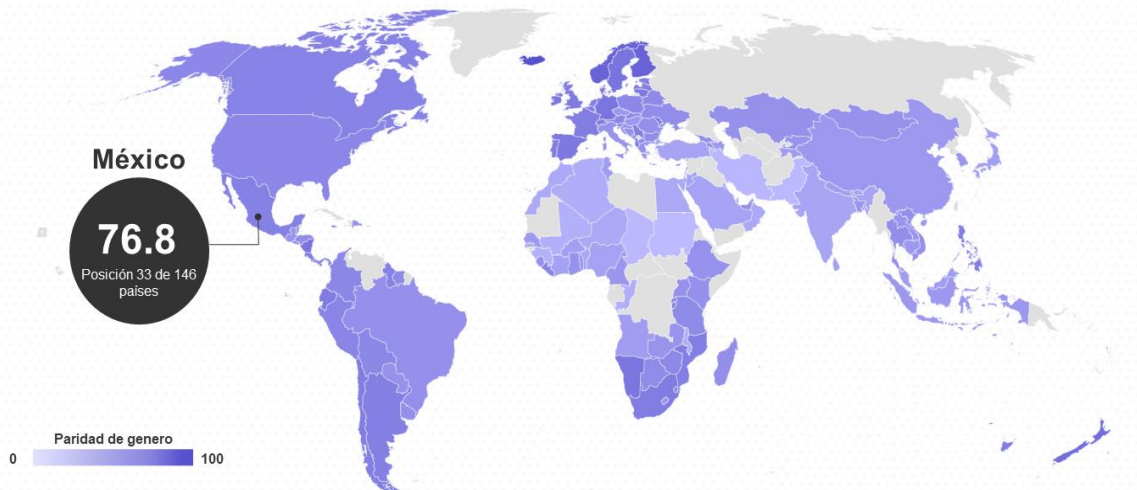 México
76.8
Posición 33 de 146
países
Paridad de genero
0
100